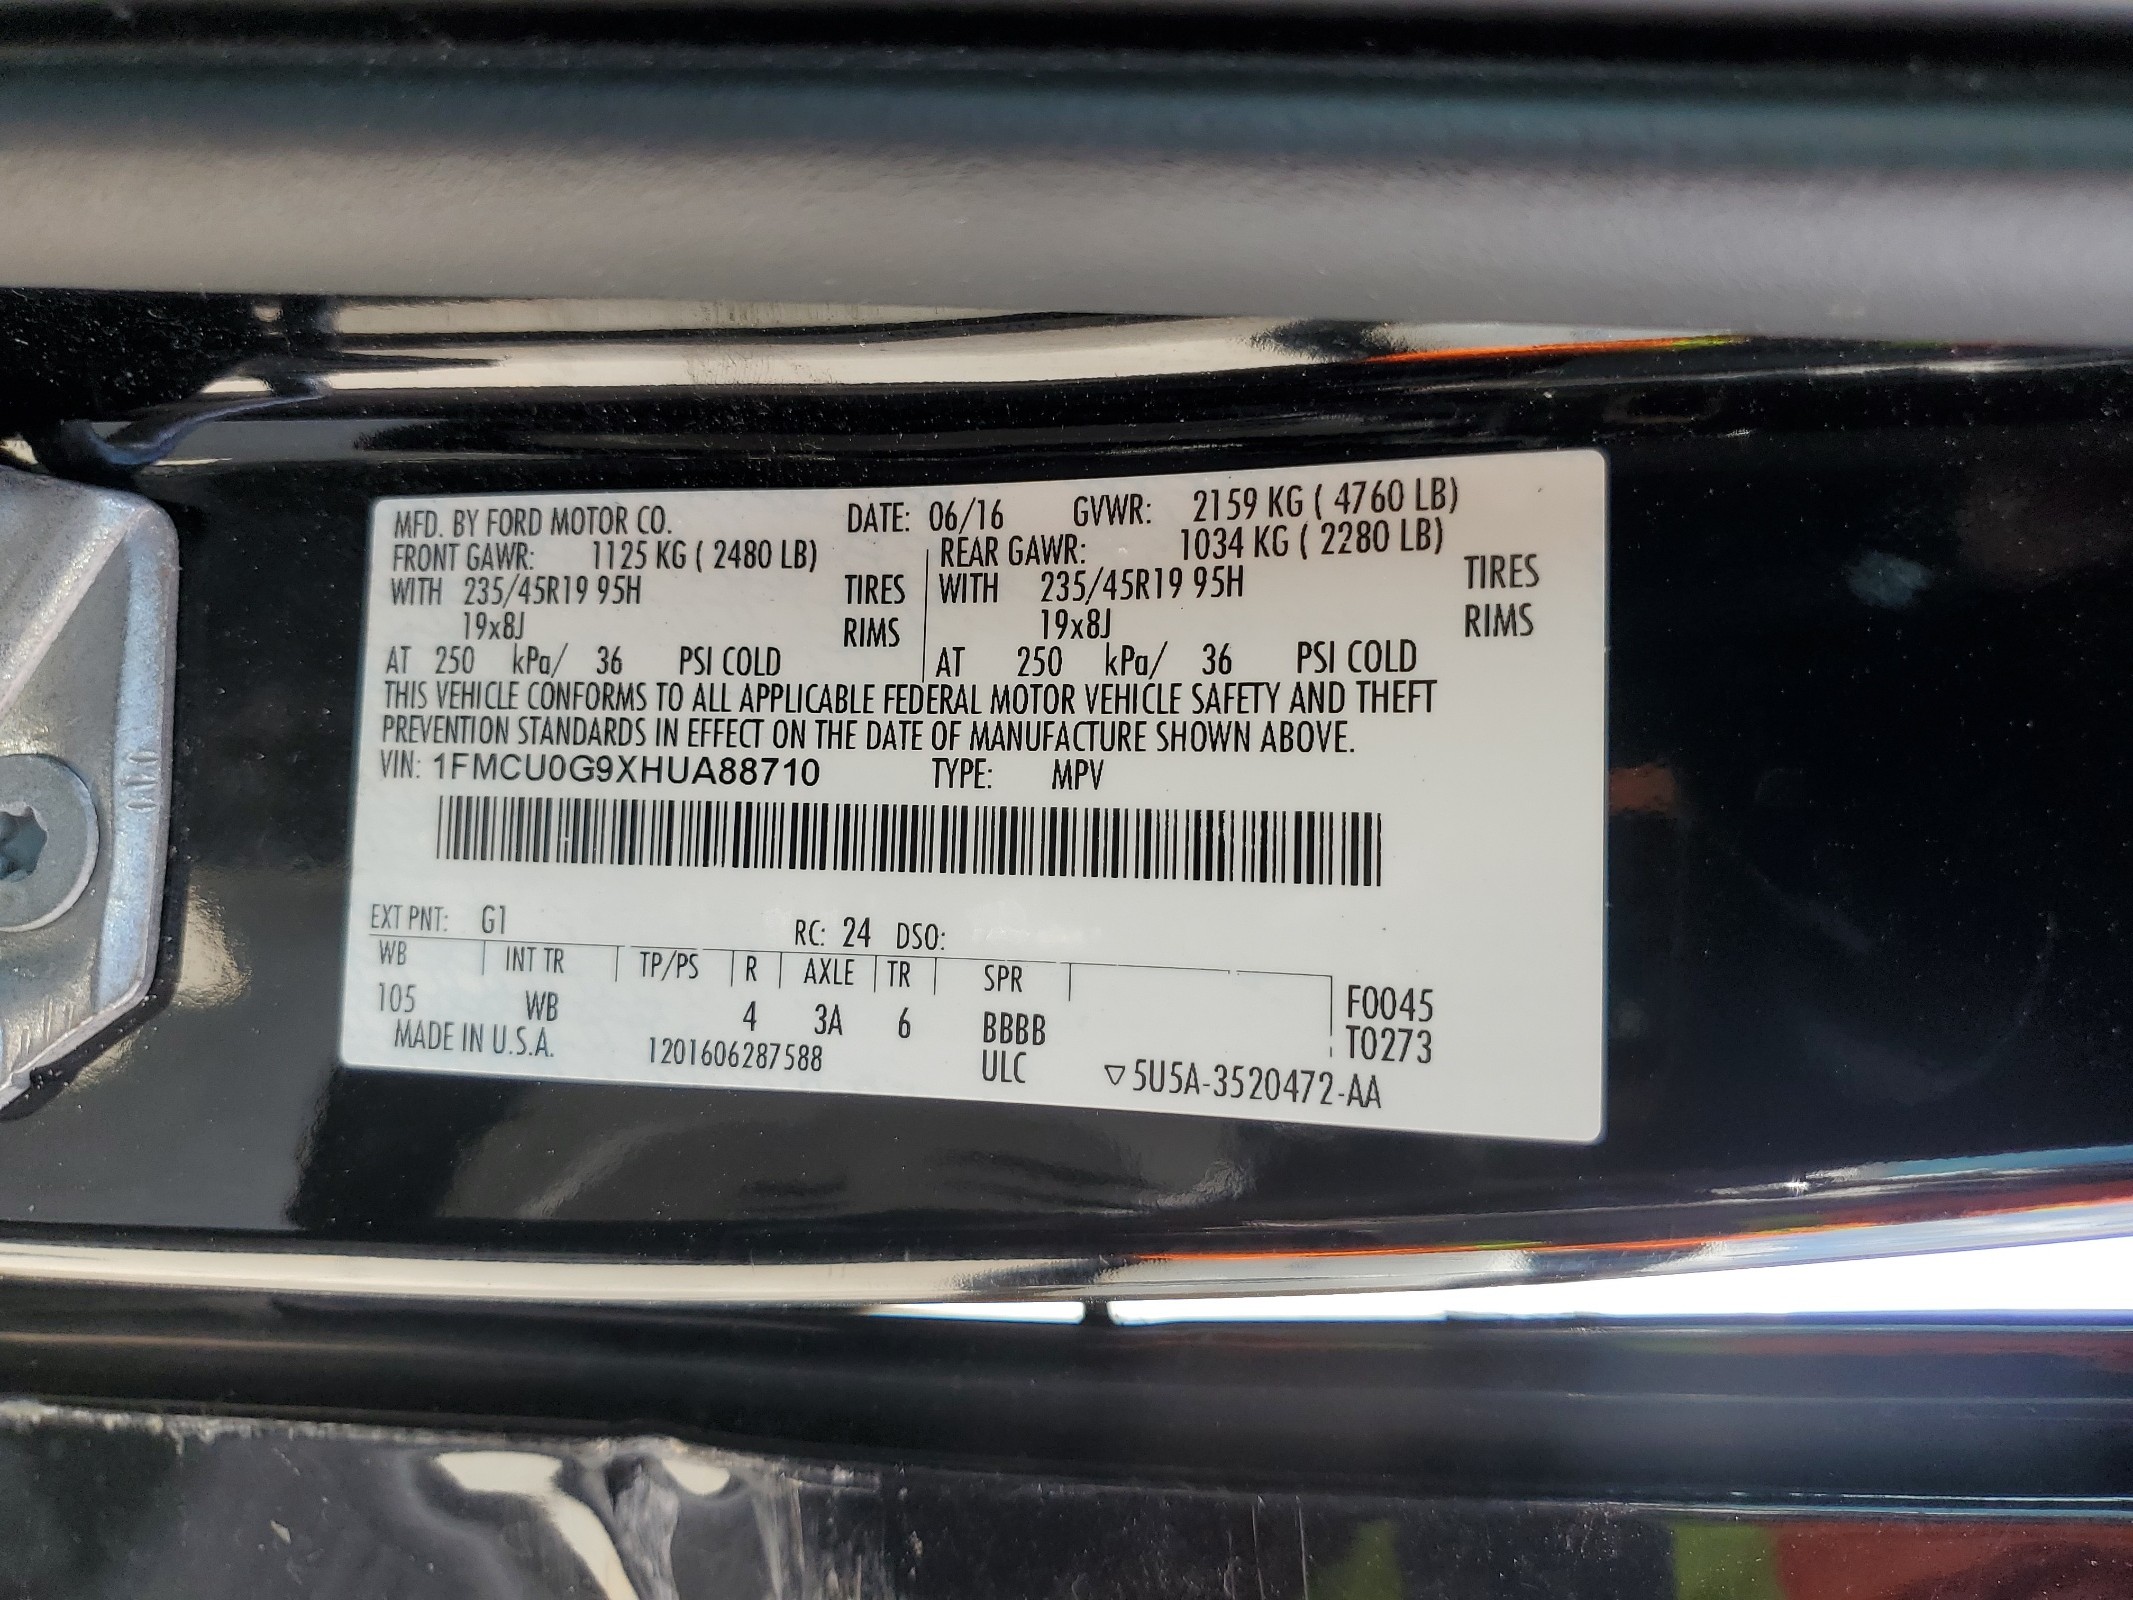 MFD. BY FORD MOTOR CO. DATE: 06/16 GVWR: 2159 KG ( 4760 LB)
FRONT GAWR: 1125 KG ( 2480 LB) REAR GAWR: 1034 KG ( 2280 LB)
WITH 235/45R19 95H TIRES WITH 235/45R19 95H TIRES
19x8J RIMS 19x8J RIMS
AT 250 kPa/ 36 PSI COLD AT 250 kPa/ 36 PSI COLD
THIS VEHICLE CONFORMS TO ALL APPLICABLE FEDERAL MOTOR VEHICLE SAFETY AND THEFT
PREVENTION STANDARDS IN EFFECT ON THE DATE OF MANUFACTURE SHOWN ABOVE.
VIN: 1FMCU0G9XHUA88710 TYPE: MPV
EXT PNT: G1 RC: 24 DSO:
WB INT TR TP/PS R AXLE TR SPR
105 WB 4 3A 6 BBBB F0045
MADE IN U.S.A. 1201606287588 ULC T0273
▽5U5A-3520472-AA